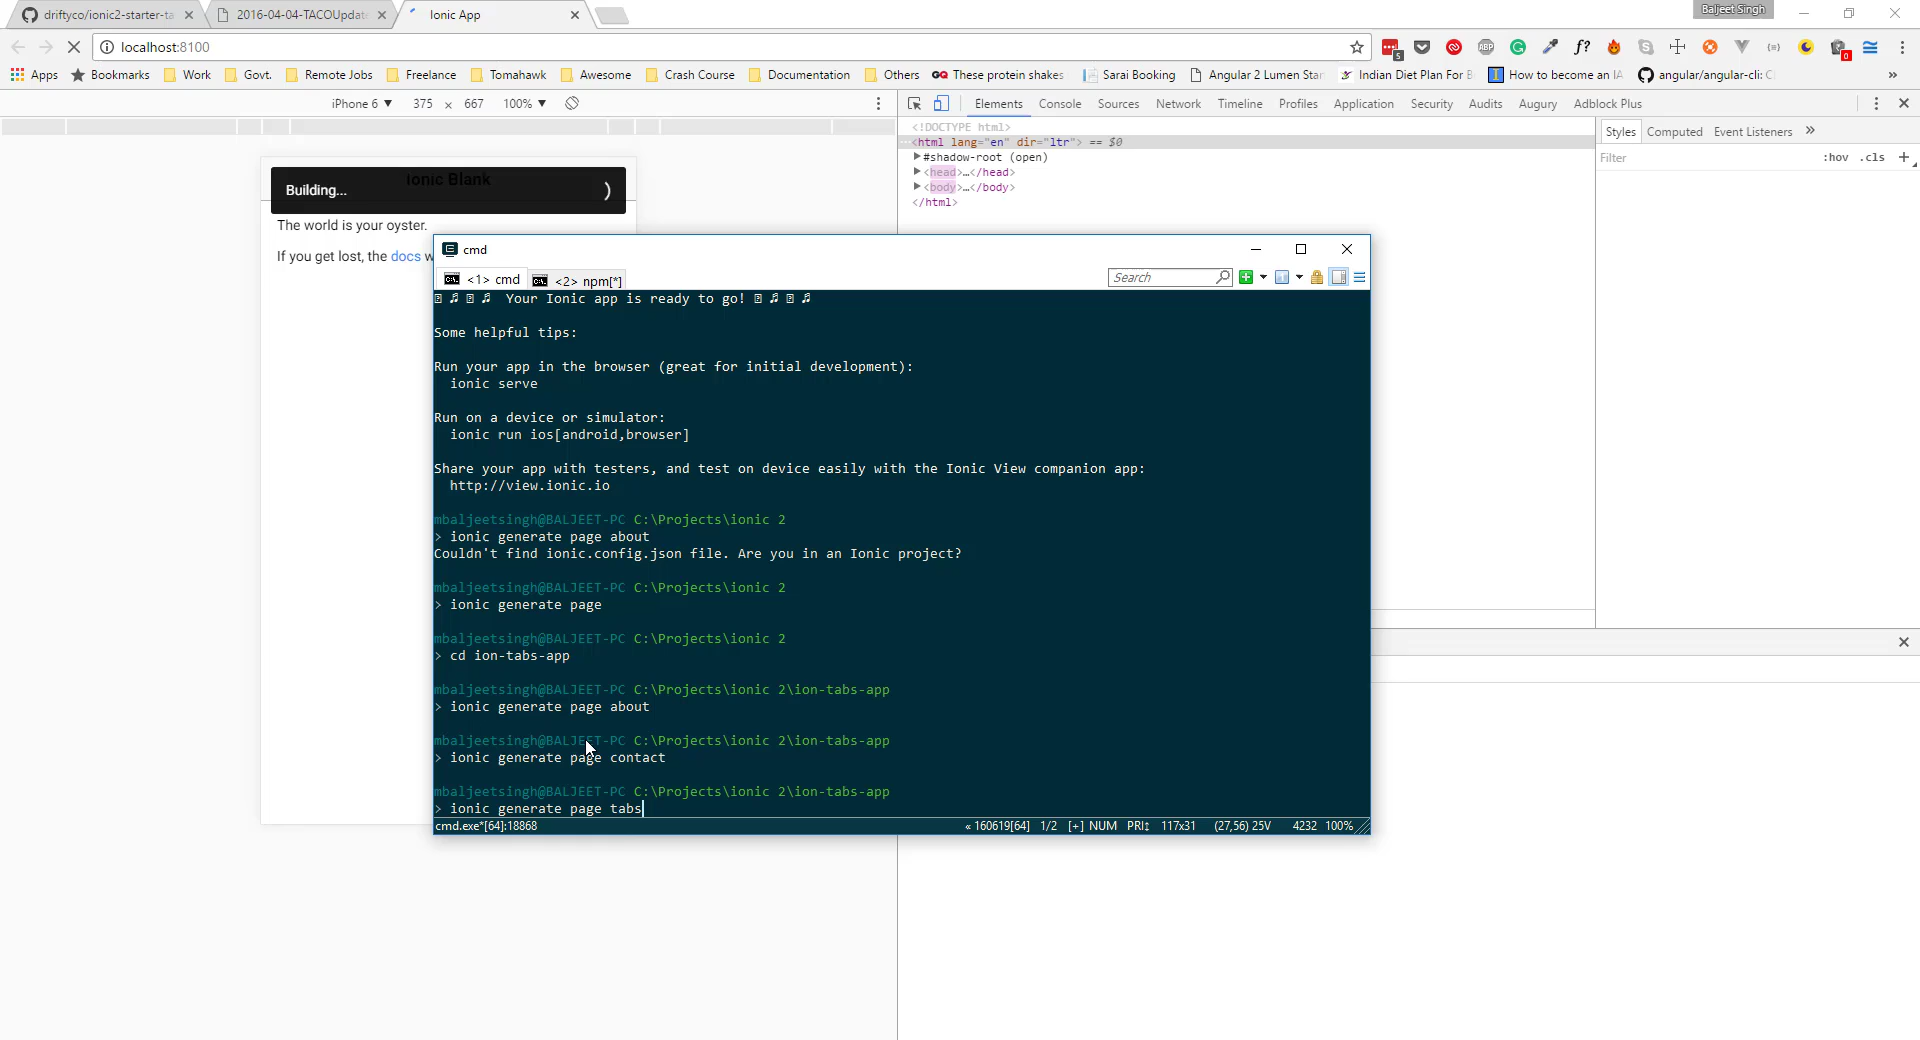 driftyco/ionic2-starter-ta
2016-04-04-TACOUpdate
Ionic App
Baljeet Singh
localhost:8100
5
ABP
f?
0
Apps
Bookmarks
Work
Govt.
Remote Jobs
Freelance
Tomahawk
Awesome
Crash Course
Documentation
Others
These protein shakes
Sarai Booking
Angular 2 Lumen Star
Indian Diet Plan For
How to become an IA
angular/angular-cli: C
»
iPhone 6 ▼ 375 × 667 100% ▼
Elements Console Sources Network Timeline Profiles Application Security Audits Augury Adblock Plus
<!DOCTYPE html>
<html lang="en" dir="ltr"> == $0
▶#shadow-root (open)
▶<head>…</head>
▶<body>…</body>
</html>
Styles Computed Event Listeners »
Filter :hov .cls +
Ionic Blank
Building...
The world is your oyster.
If you get lost, the docs w
cmd
<1> cmd
<2> npm[*]
Search
Your Ionic app is ready to go!
Some helpful tips:
Run your app in the browser (great for initial development):
ionic serve
Run on a device or simulator:
ionic run ios[android,browser]
Share your app with testers, and test on device easily with the Ionic View companion app:
http://view.ionic.io
mbaljeetsingh@BALJEET-PC C:\Projects\ionic 2
> ionic generate page about
Couldn't find ionic.config.json file. Are you in an Ionic project?
mbaljeetsingh@BALJEET-PC C:\Projects\ionic 2
> ionic generate page
mbaljeetsingh@BALJEET-PC C:\Projects\ionic 2
> cd ion-tabs-app
mbaljeetsingh@BALJEET-PC C:\Projects\ionic 2\ion-tabs-app
> ionic generate page about
mbaljeetsingh@BALJEET-PC C:\Projects\ionic 2\ion-tabs-app
> ionic generate page contact
mbaljeetsingh@BALJEET-PC C:\Projects\ionic 2\ion-tabs-app
> ionic generate page tabs
cmd.exe*[64]:18868
« 160619[64] 1/2 [+] NUM PRI↕ 117x31 (27,56) 25V 4232 100%